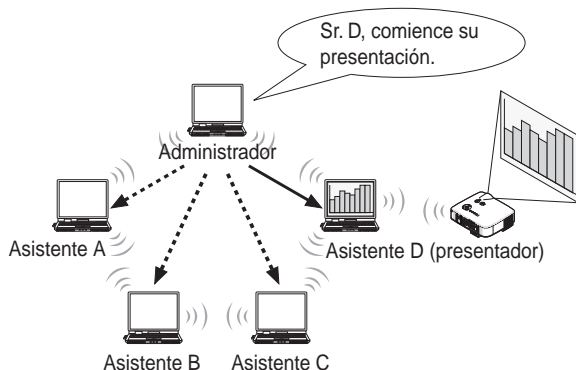 Sr. D, comience su
presentación.
Administrador
Asistente A
Asistente D (presentador)
Asistente B
Asistente C